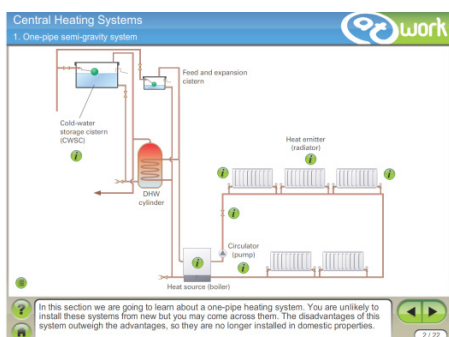 Central Heating Systems
1. One-pipe semi-gravity system
work
Feed and expansion
cistern
Cold-water
storage cistern
(CWSC)
Heat emitter
(radiator)
DHW
cylinder
Circulator
(pump)
Heat source (boiler)
In this section we are going to learn about a one-pipe heating system. You are unlikely to
install these systems from new but you may come across them. The disadvantages of this
system outweigh the advantages, so they are no longer installed in domestic properties.
2 / 22